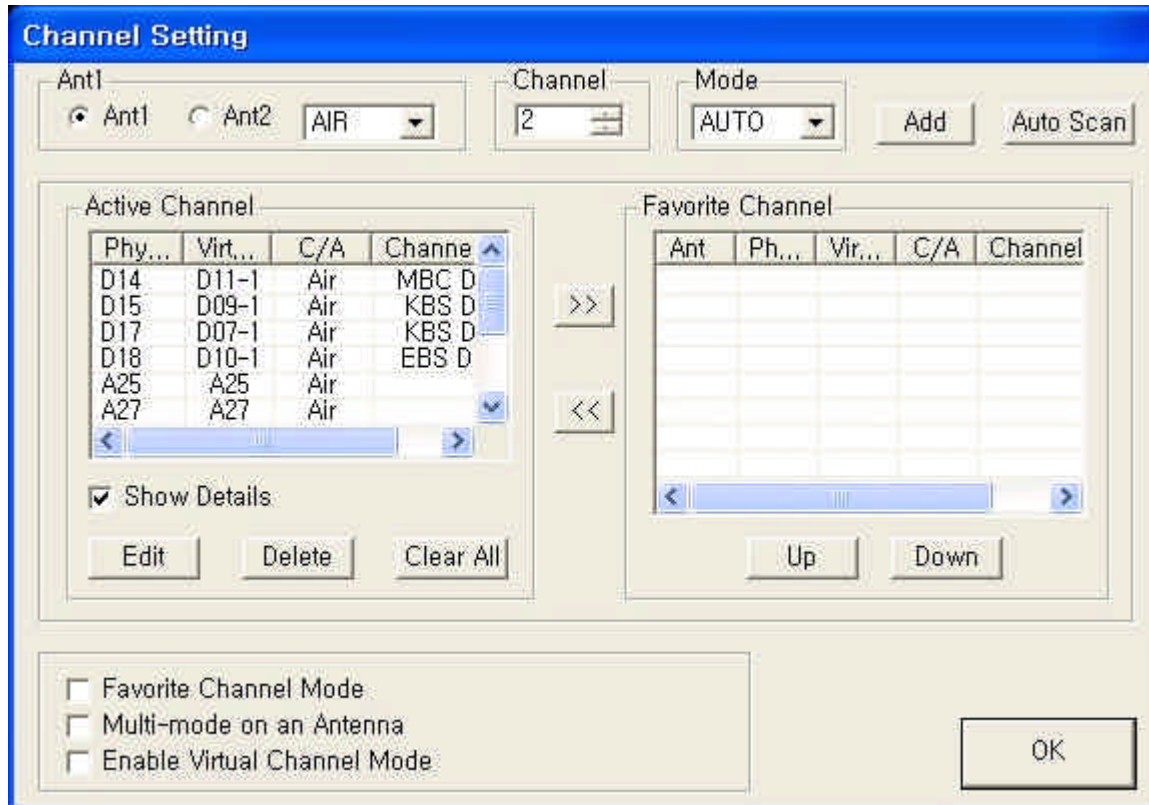 Channel Setting
Ant1
Ant1 Ant2 AIR
Channel
2
Mode
AUTO
Add
Auto Scan
Active Channel
Phy... Virt... C/A Channe
D14 D11-1 Air MBC D
D15 D09-1 Air KBS D
D17 D07-1 Air KBS D
D18 D10-1 Air EBS D
A25 A25 Air
A27 A27 Air
Show Details
Edit Delete Clear All
>>
<<
Favorite Channel
Ant Ph... Vir... C/A Channel
Up Down
Favorite Channel Mode
Multi-mode on an Antenna
Enable Virtual Channel Mode
OK